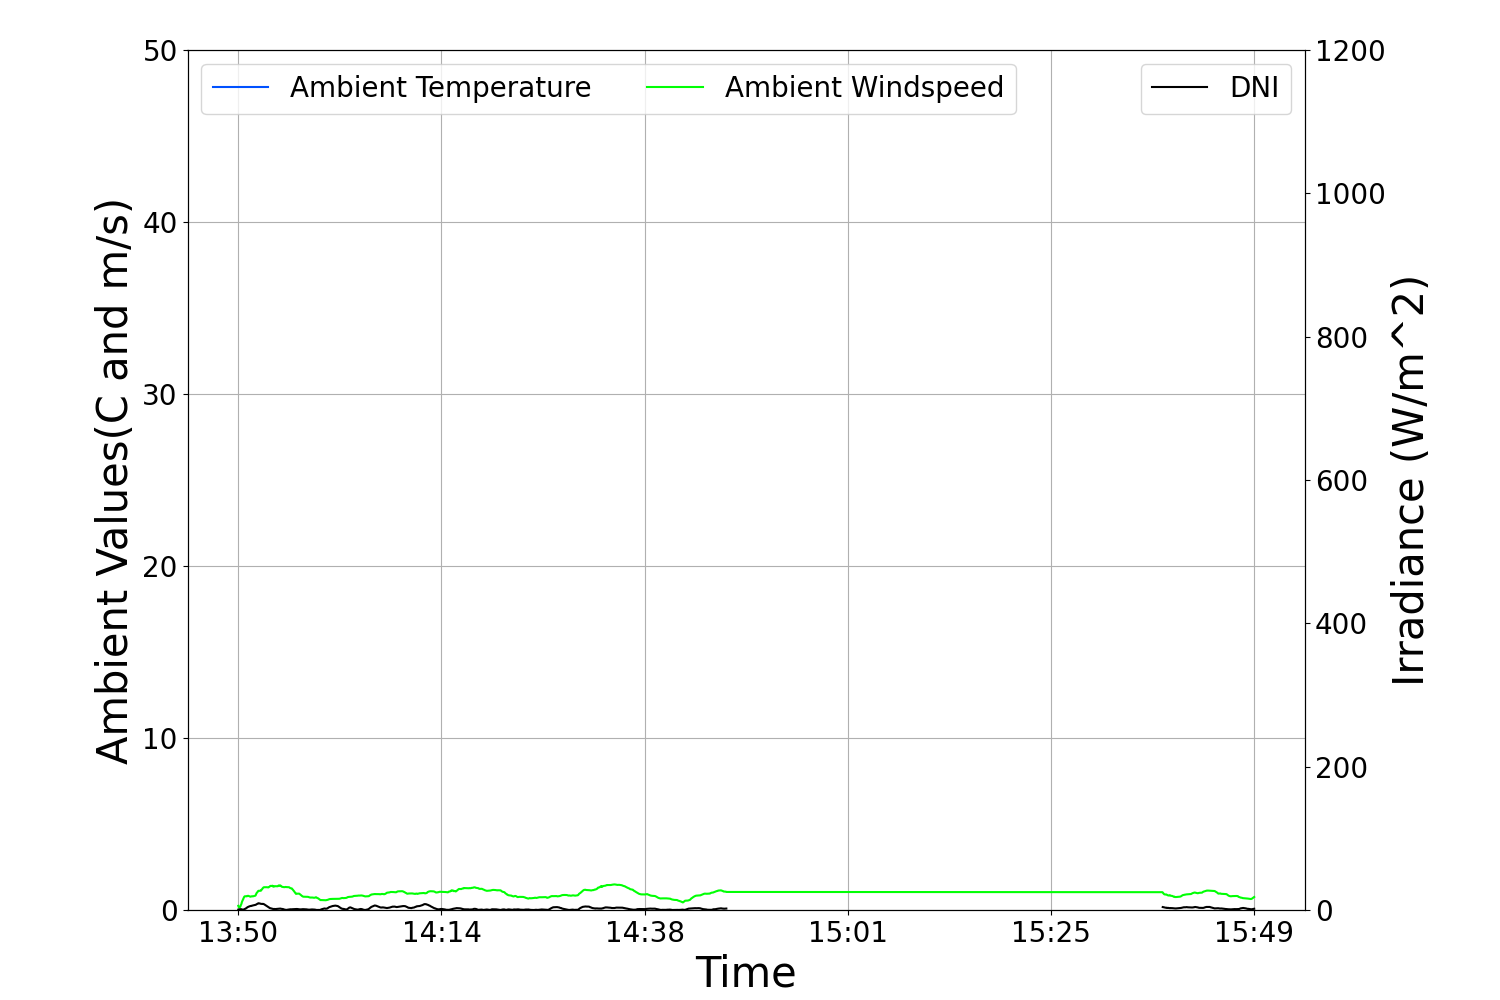 Ambient Temperature Ambient Windspeed DNI
Ambient Values(C and m/s)
50
40
30
20
10
0
1200
1000
800
600
400
200
0
Irradiance (W/m^2)
13:50 14:14 14:38 15:01 15:25 15:49
Time